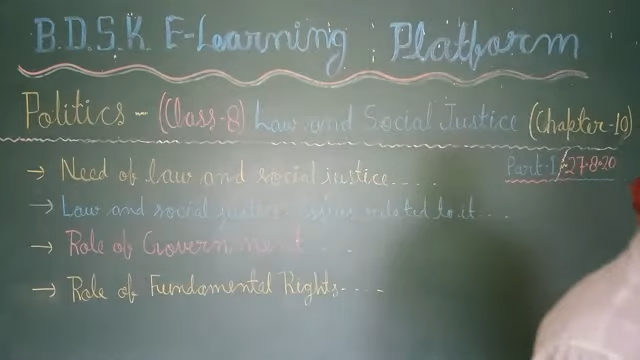 B.D.S.K. E-Learning Platform
Politics - (Class-8) Law and Social Justice (Chapter-10)
Part-1/27.8.20
→ Need of law and social justice....
→ Law and social justice issues related to it...
→ Role of Government...
→ Role of Fundamental Rights....